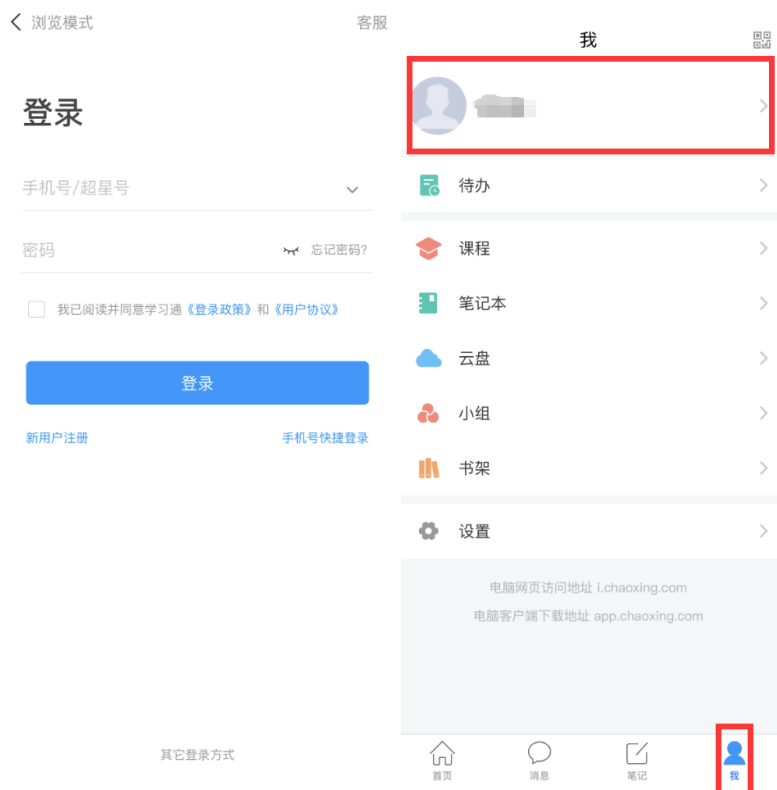 浏览模式
客服
登录
手机号/超星号
密码
忘记密码?
我已阅读并同意学习通《登录政策》和《用户协议》
登录
新用户注册
手机号快捷登录
其它登录方式
我
待办
课程
笔记本
云盘
小组
书架
设置
电脑网页访问地址 i.chaoxing.com
电脑客户端下载地址 app.chaoxing.com
首页
消息
笔记
我